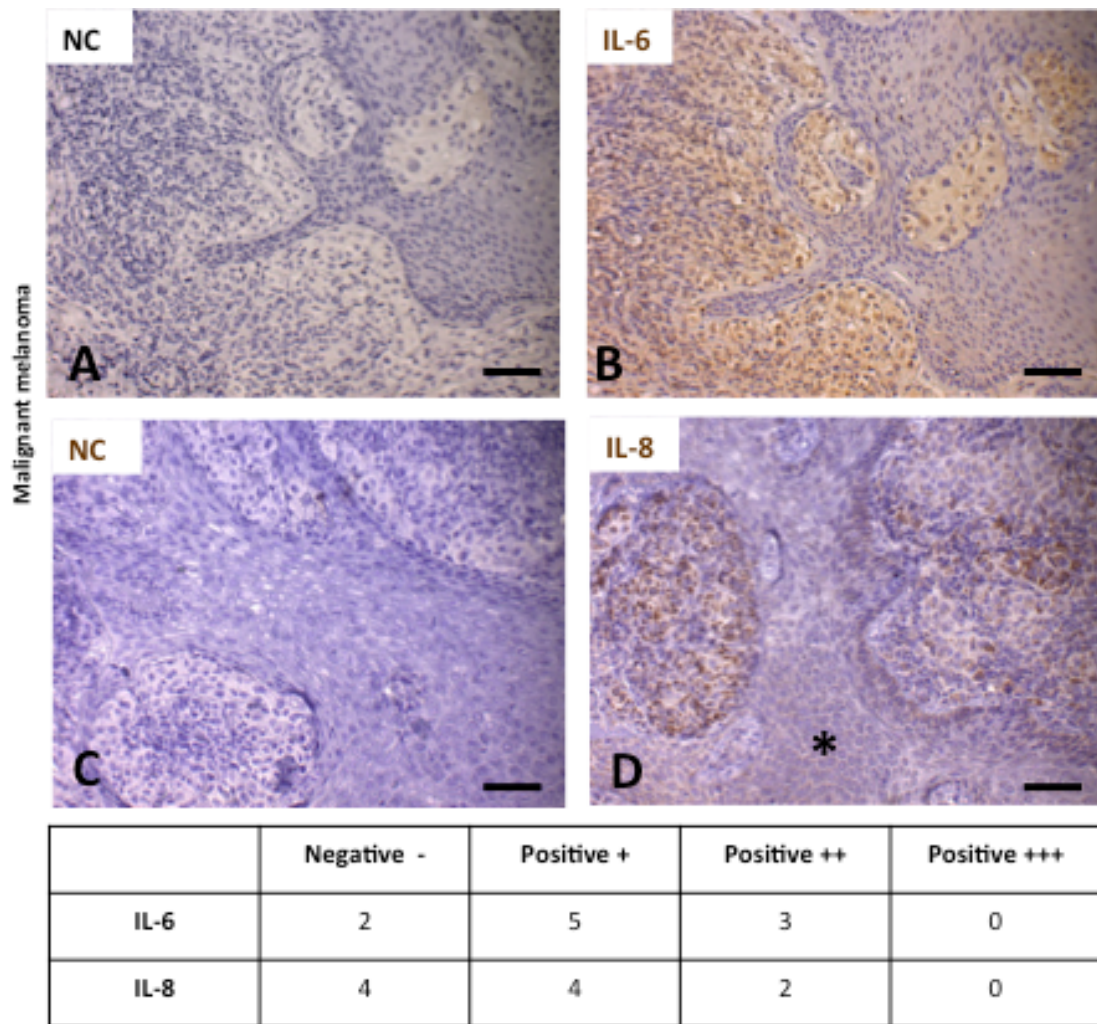 NC
IL-6
Malignant melanoma
A
B
NC
IL-8
C
*
D
Negative - Positive + Positive ++ Positive +++
IL-6 2 5 3 0
IL-8 4 4 2 0